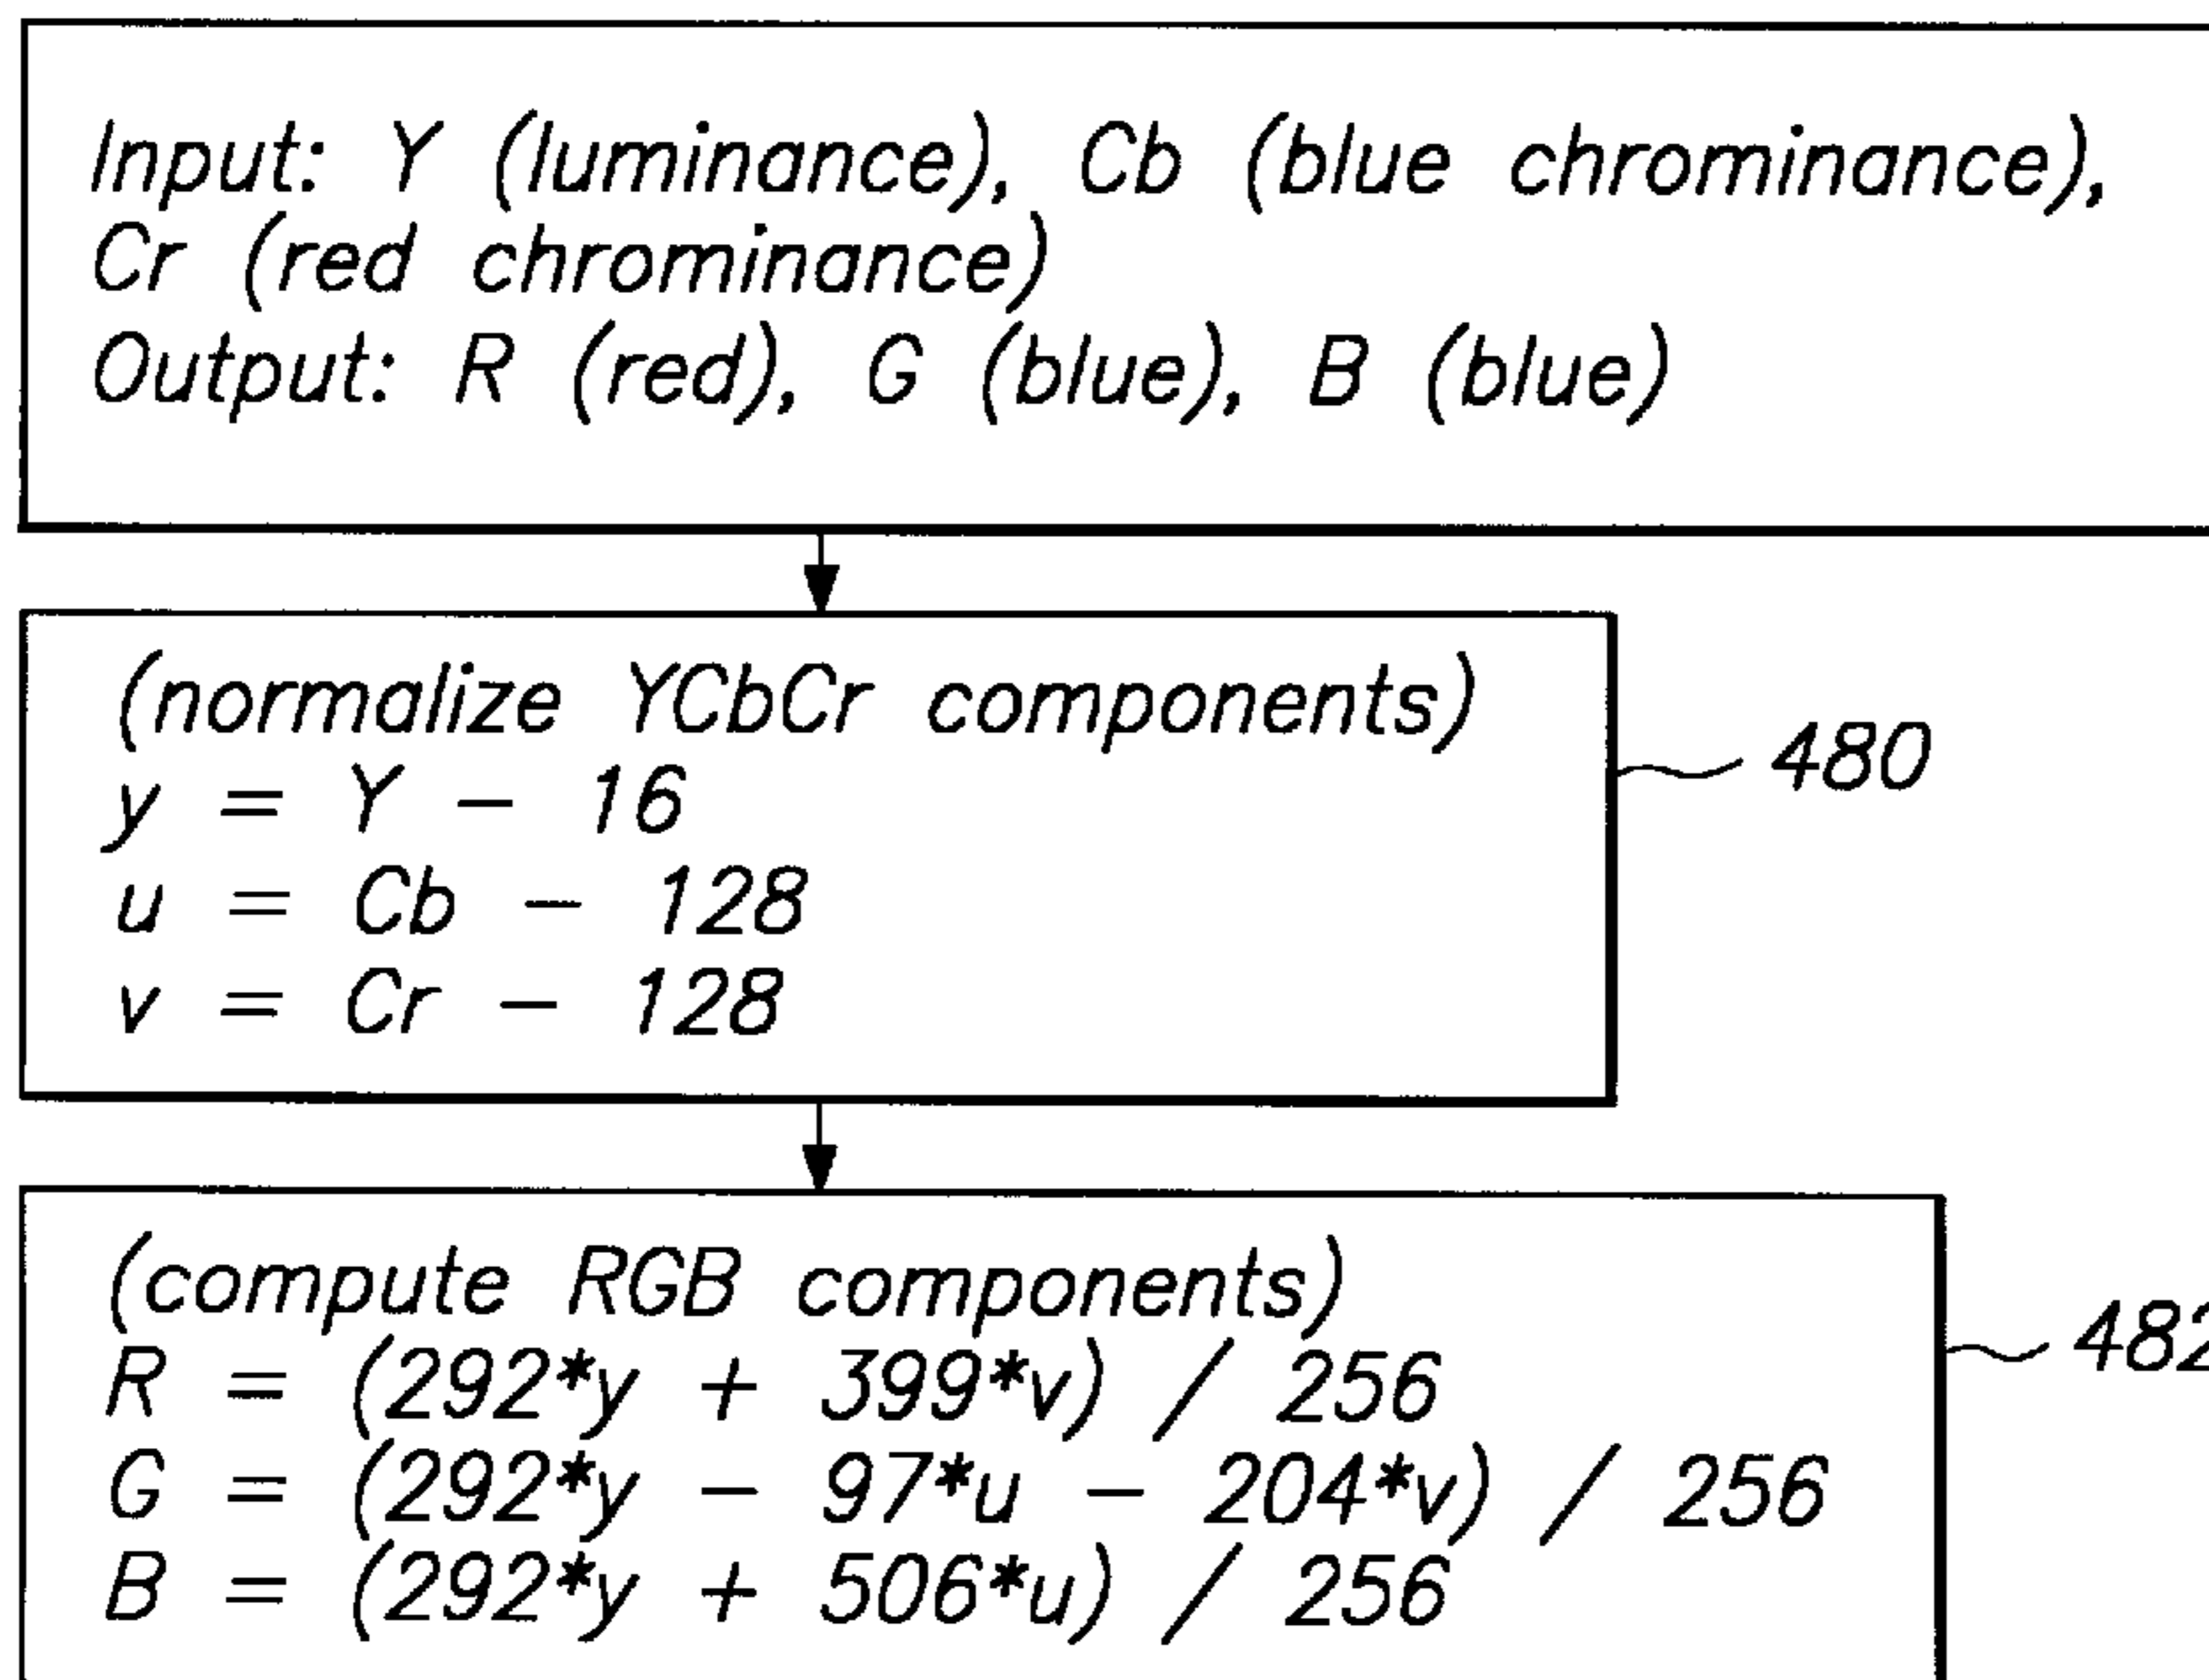 Input: Y (luminance), Cb (blue chrominance),
Cr (red chrominance)
Output: R (red), G (blue), B (blue)
(normalize YCbCr components)
y = Y - 16
480
u = Cb - 128
v = Cr - 128
(compute RGB components)
482
R = (292*y + 399*v) / 256
G = (292*y - 97*u - 204*v) / 256
B = (292*y + 506*u) / 256